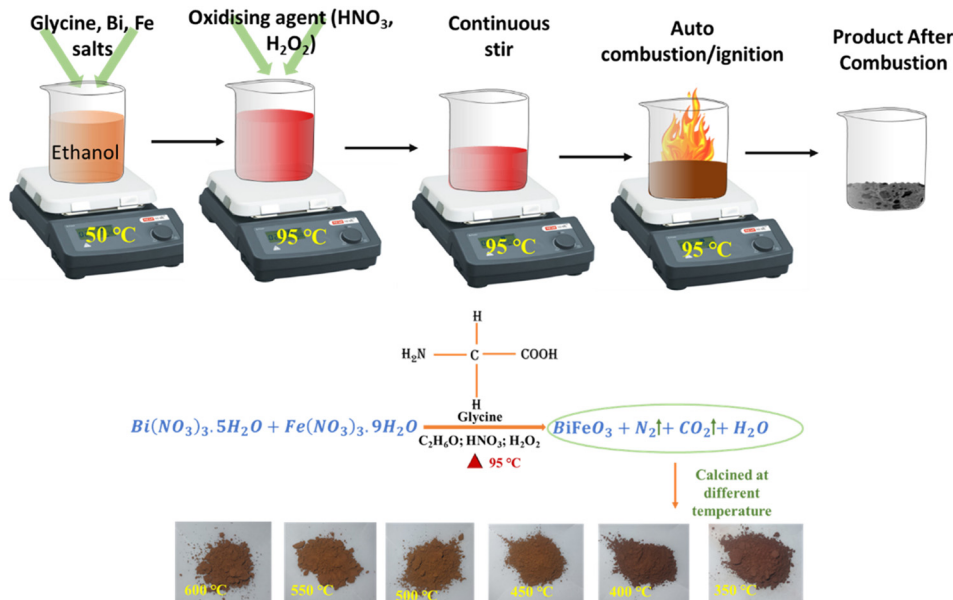 Glycine, Bi, Fe
salts
Oxidising agent (HNO₃,
H₂O₂)
Continuous
stir
Auto
combustion/ignition
Product After
Combustion
Ethanol
50 °C
95 °C
95 °C
95 °C
H
H₂N C COOH
H
Glycine
Bi(NO₃)₃.5H₂O + Fe(NO₃)₃.9H₂O
C₂H₆O; HNO₃; H₂O₂
▲ 95 °C
BiFeO₃ + N₂↑ + CO₂↑ + H₂O
Calcined at
different
temperature
600 °C
550 °C
500 °C
450 °C
400 °C
350 °C